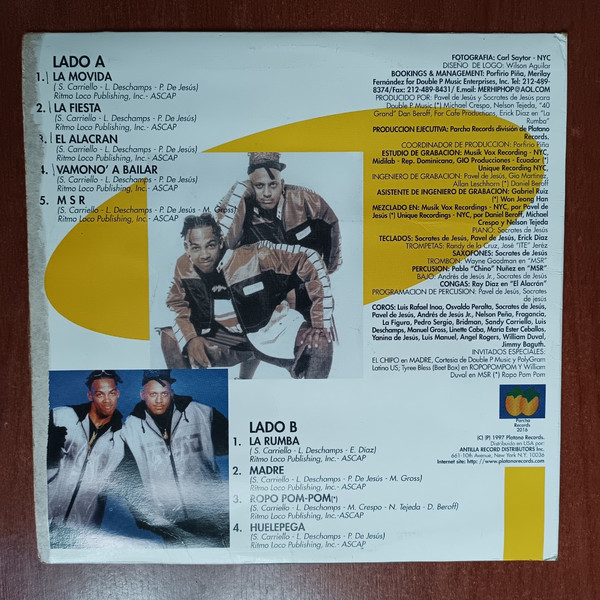 LADO A
1. LA MOVIDA
( S. Carriello - L. Deschamps - P. De Jesús)
Ritmo Loco Publishing, Inc.- ASCAP
2. LA FIESTA
(S. Carriello - L. Deschamps - P. De Jesús)
Ritmo Loco Publishing, Inc.- ASCAP
3. EL ALACRAN
(S. Carriello - L. Deschamps - P. De Jesús)
Ritmo Loco Publishing, Inc.-ASCAP
4. VAMONO' A BAILAR
(S. Carriello - L. Deschamps - P. De Jesús)
Ritmo Loco Publishing, Inc.-ASCAP
5. M S R
(S. Carriello - L. Deschamps - P. De Jesús - M. Gross)
Ritmo Loco Publishing, Inc.- ASCAP
FOTOGRAFIA: Carl Saytor - NYC
DISEÑO DE LOGO: Wilson Aguilar
BOOKINGS & MANAGEMENT: Porfirio Piña, Merilay
Fernández for Double P Music Enterprises, Inc. Tel: 212-489-
8374/Fax: 212-489-8431/ E.mail: MERHIPHOP@AOL.COM
PRODUCIDO POR: Pavel de Jesús y Socrates de Jesús para
Double P Music (*) Michael Crespo, Nelson Tejeda, "40
Grand" Dan Beroff, For Cafe Productions, Erick Diaz en "La
Rumba"
PRODUCCION EJECUTIVA: Parcha Records división de Platano
Records.
COORDINADOR DE PRODUCCION: Porfirio Piña
ESTUDIO DE GRABACION: Musik Vox Recording - NYC,
Midilab - Rep. Dominicana, GIO Producciones - Ecuador (*)
Unique Recording NYC,
INGENIERO DE GRABACION: Pavel de Jesús, Gio Martinez,
Allan Leschhorn (*) Daniel Beroff
ASISTENTE DE INGENIERO DE GRABACION: Gabriel Ruiz
(*) Won Jeong Han
MEZCLADO EN: Musik Vox Recording - NYC, por Pavel de
Jesús (*) Unique Recordings - NYC, por Daniel Beroff, Michael
Crespo y Nelson Tejeda
PIANO: Socrates de Jesús
TECLADOS: Socrates de Jesús, Pavel de Jesús, Erick Diaz
TROMPETAS: Randy de la Cruz, José "ITE" Jeréz
SAXOFONES: Socrates de Jesús
TROMBON: Wayne Goodman en "MSR"
PERCUSION: Pablo "Chino" Nuñez en "MSR"
BAJO: Andrés de Jesús Jr., Socrates de Jesús
CONGAS: Ray Diaz en "El Alacrán"
PROGRAMACION DE PERCUSION: Pavel de Jesús, Socrates
de jesús
COROS: Luis Rafael Inoa, Osvaldo Peralta, Socrates de Jesús,
Pavel de Jesús, Andrés de Jesús Jr., Nelson Peña, Fragancia,
La Figura, Pedro Sergio, Bridman, Sandy Carriello, Luis
Deschamps, Manuel Gross, Linette Caba, Maria Ester Ceballos,
Yanina de Jesús, Luis Manuel, Angel Rogers, William Duval,
Jimmy Baguth.
INVITADOS ESPECIALES:
EL CHIPO en MADRE, Cortesia de Double P Music y PolyGram
Latino US; Tyree Bless (Beet Box) en ROPOPOMPOM Y William
Duval en MSR (*) Ropo Pom Pom
Parcha
Records
2016
(C) (P) 1997 Platano Records.
Distribuido en USA por:
ANTILLA RECORD DISTRIBUTORS Inc.
661-10th Avenue, New York N.Y. 10036
Internet site: http://www.platanorecords.com
LADO B
1. LA RUMBA
( S. Carriello - L. Deschamps - E. Diaz)
Ritmo Loco Publishing, Inc.- ASCAP
2. MADRE
(S. Carriello - L. Deschamps - P. De Jesús - M. Gross)
Ritmo Loco Publishing, Inc.- ASCAP
3. ROPO POM-POM(*)
(S. Carriello - L. Deschamps - M. Crespo - N. Tejeda - D. Beroff)
Ritmo Loco Publishing, Inc.-ASCAP
4. HUELEPEGA
(S. Carriello - L. Deschamps - P. De Jesús)
Ritmo Loco Publishing, Inc.- ASCAP